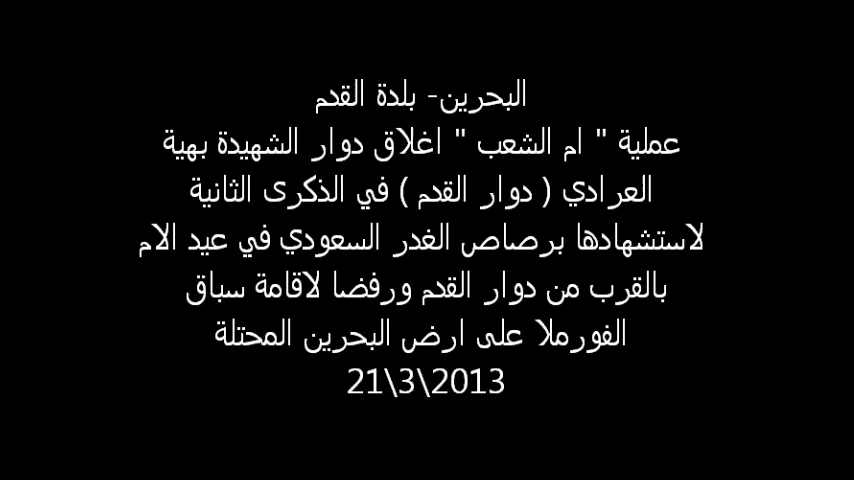 البحرين- بلدة القدم
عملية " ام الشعب " اغلاق دوار الشهيدة بهية
العرادي ( دوار القدم ) في الذكرى الثانية
لاستشهادها برصاص الغدر السعودي في عيد الام
بالقرب من دوار القدم ورفضا لاقامة سباق
الفورملا على ارض البحرين المحتلة
21\3\2013